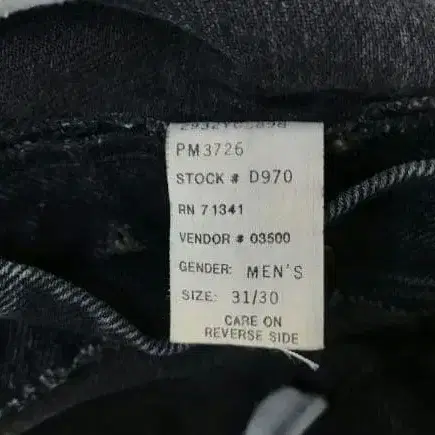 PM3726
STOCK # D970
RN 71341
VENDOR # 03500
GENDER: MEN'S
SIZE: 31/30
CARE ON
REVERSE SIDE